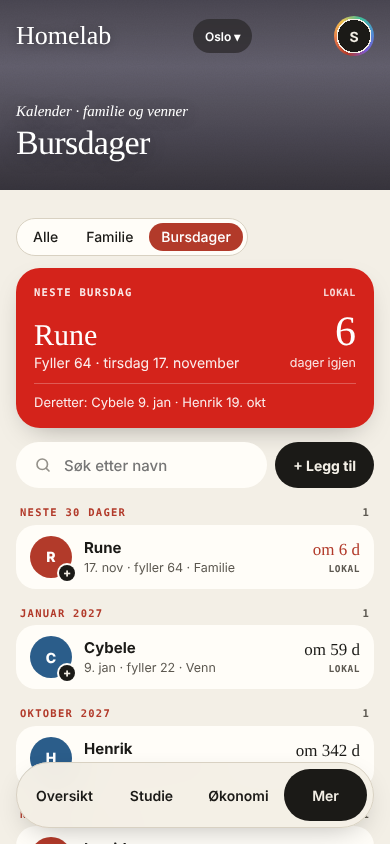 Homelab
Oslo ▾
S
Kalender · familie og venner
Bursdager
Alle Familie Bursdager
NESTE BURSDAG LOKAL
Rune 6
Fyller 64 · tirsdag 17. november dager igjen
Deretter: Cybele 9. jan · Henrik 19. okt
Søk etter navn + Legg til
NESTE 30 DAGER 1
R + Rune om 6 d
17. nov · fyller 64 · Familie LOKAL
JANUAR 2027 1
C + Cybele om 59 d
9. jan · fyller 22 · Venn LOKAL
OKTOBER 2027 1
H Henrik om 342 d
Oversikt Studie Økonomi Mer